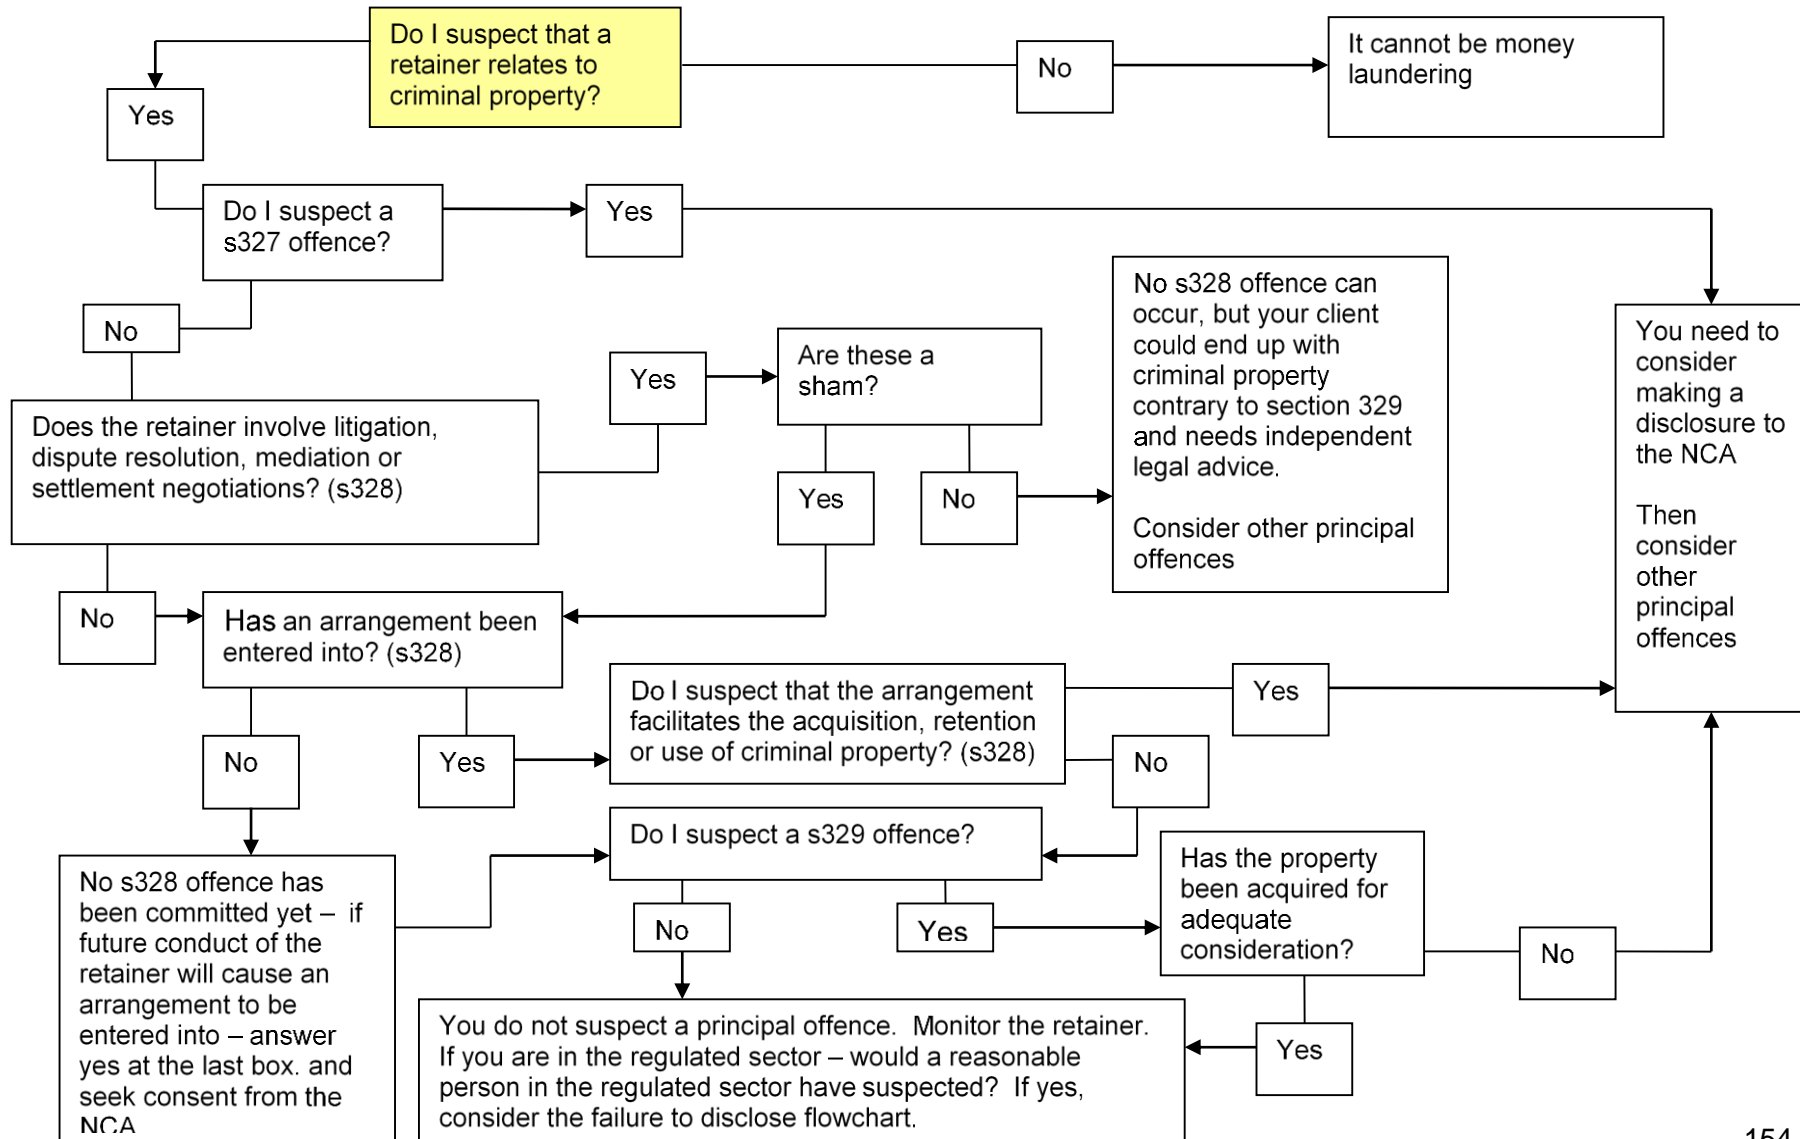 Do I suspect that a
retainer relates to
criminal property?
No
It cannot be money
laundering
Yes
Do I suspect a
s327 offence?
Yes
No
Does the retainer involve litigation,
dispute resolution, mediation or
settlement negotiations? (s328)
Yes
Are these a
sham?
Yes
No
No s328 offence can
occur, but your client
could end up with
criminal property
contrary to section 329
and needs independent
legal advice.
Consider other principal
offences
You need to
consider
making a
disclosure to
the NCA
Then
consider
other
principal
offences
No
Has an arrangement been
entered into? (s328)
No
Yes
Do I suspect that the arrangement
facilitates the acquisition, retention
or use of criminal property? (s328)
Yes
No
Do I suspect a s329 offence?
No
Yes
Has the property
been acquired for
adequate
consideration?
No
Yes
No s328 offence has
been committed yet – if
future conduct of the
retainer will cause an
arrangement to be
entered into – answer
yes at the last box. and
seek consent from the
NCA
You do not suspect a principal offence. Monitor the retainer.
If you are in the regulated sector – would a reasonable
person in the regulated sector have suspected? If yes,
consider the failure to disclose flowchart.
154